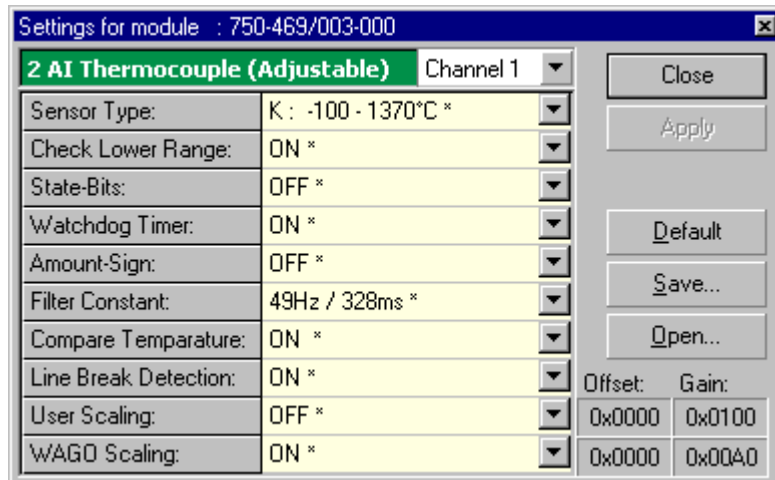 Settings for module : 750-469/003-000
2 AI Thermocouple (Adjustable) Channel 1
Close
Sensor Type: K : -100 - 1370°C *
Apply
Check Lower Range: ON *
State-Bits: OFF *
Watchdog Timer: ON *
Default
Amount-Sign: OFF *
Save...
Filter Constant: 49Hz / 328ms *
Compare Temparature: ON *
Open...
Line Break Detection: ON *
Offset: Gain:
User Scaling: OFF *
0x0000 0x0100
WAGO Scaling: ON *
0x0000 0x00A0